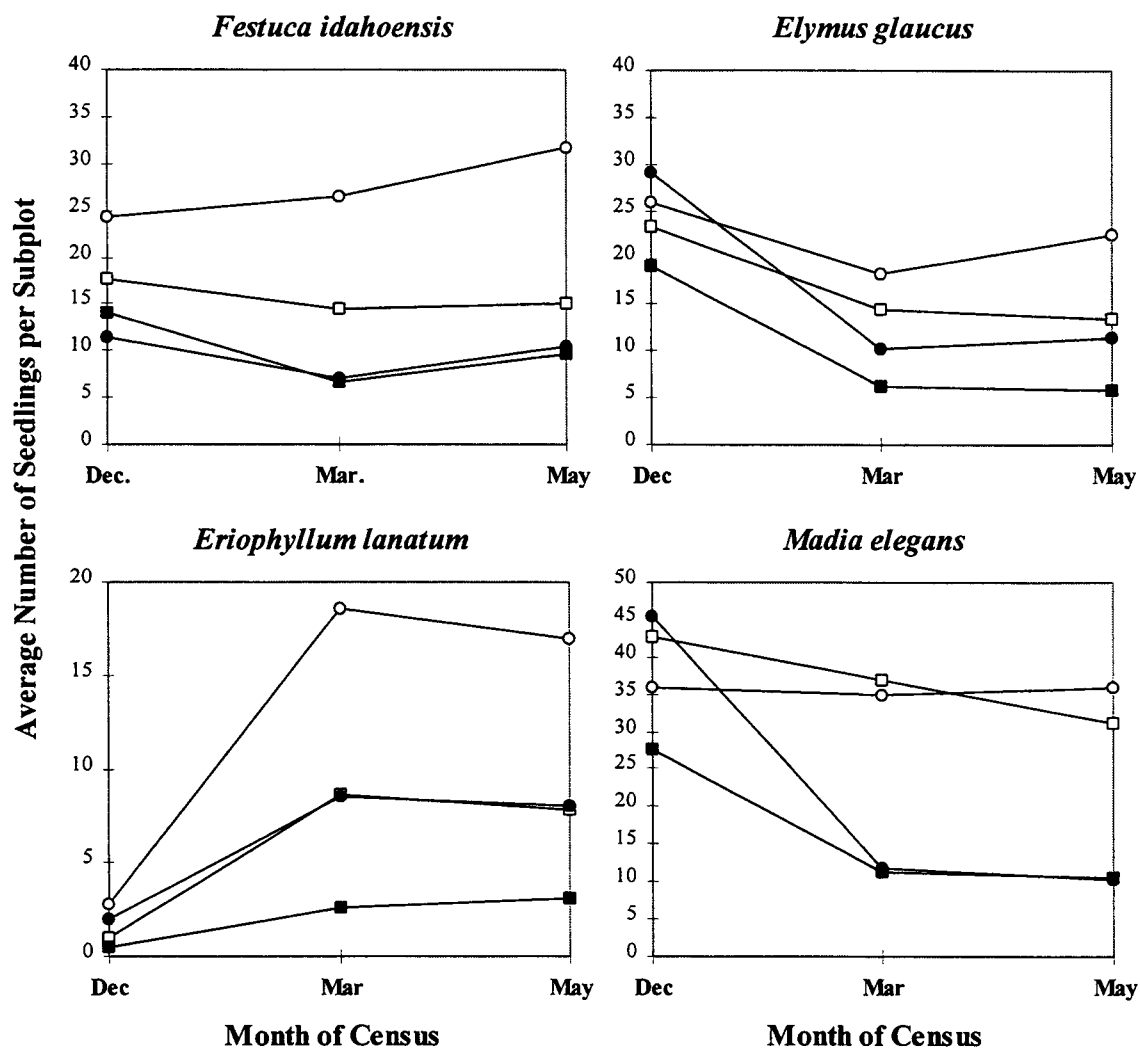 Festuca idahoensis
Elymus glaucus
40
35
30
25
20
15
10
5
0
Dec.
Mar.
May
40
35
30
25
20
15
10
5
0
Dec
Mar
May
Average Number of Seedlings per Subplot
Eriophyllum lanatum
Madia elegans
20
15
10
5
0
Dec
Mar
May
50
45
40
35
30
25
20
15
10
5
0
Dec
Mar
May
Month of Census
Month of Census